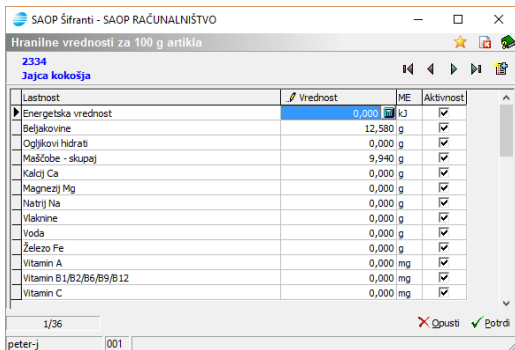 SAOP Šifranti - SAOP RAČUNALNIŠTVO
Hranilne vrednosti za 100 g artikla
2334
Jajca kokošja
Lastnost Vrednost ME Aktivnost
Energetska vrednost 0,000 kJ
Beljakovine 12,580 g
Ogljikovi hidrati 0,000 g
Maščobe - skupaj 9,940 g
Kalcij Ca 0,000 g
Magnezij Mg 0,000 g
Natrij Na 0,000 g
Vlaknine 0,000 g
Voda 0,000 g
Železo Fe 0,000 g
Vitamin A 0,000 mg
Vitamin B1/B2/B6/B9/B12 0,000 mg
Vitamin C 0,000 mg
1/36 Opusti Potrdi
peter-j 001